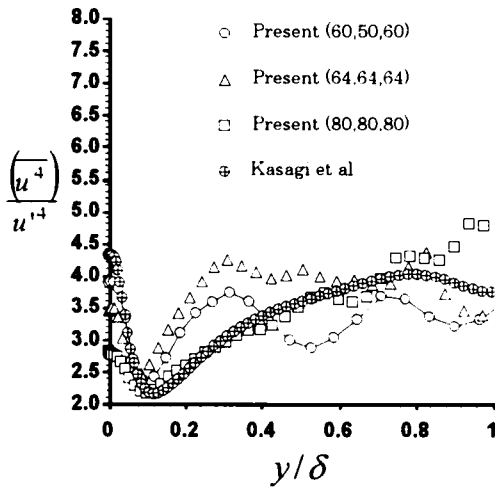 8.0
7.5
7.0
6.5
6.0
5.5
5.0
4.5
4.0
3.5
3.0
2.5
2.0
0
0.2
0.4
0.6
0.8
1
Present (60,50,60)
Present (64,64,64)
Present (80,80,80)
Kasagi et al
(u'4)
u'4
y/δ